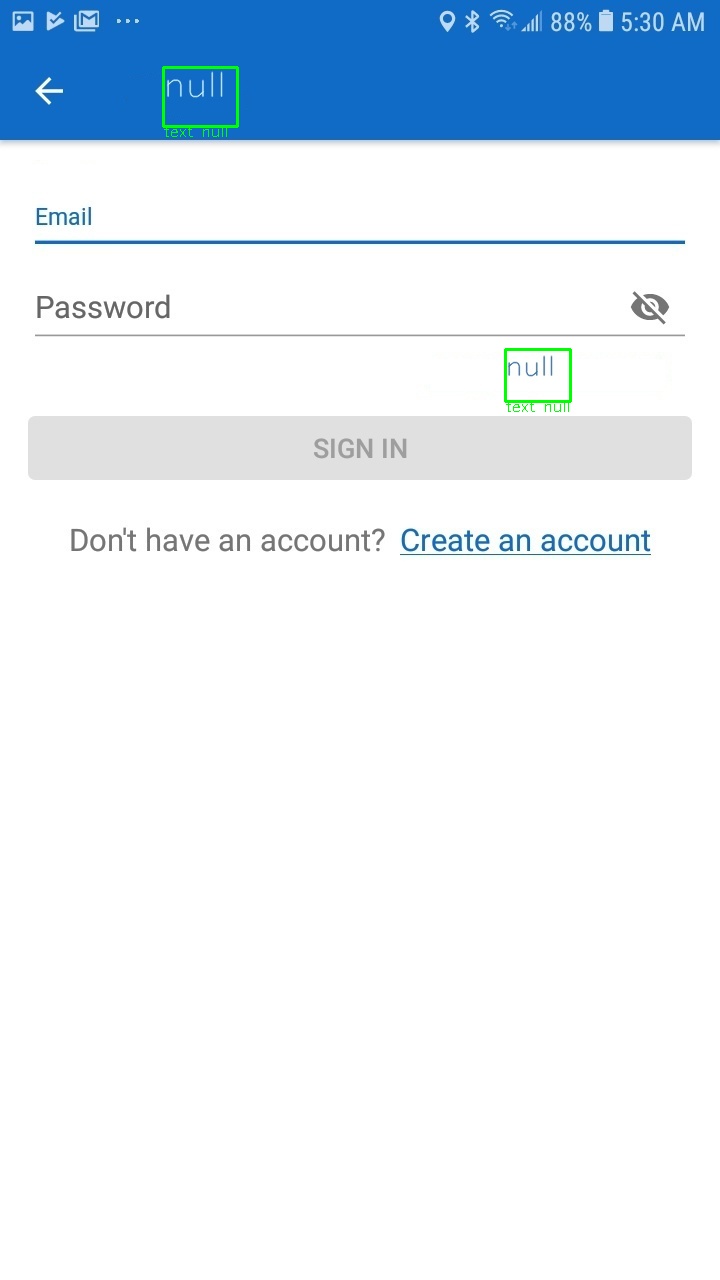 88% 5:30 AM
null
text null
Email
Password
null
text null
SIGN IN
Don't have an account? Create an account